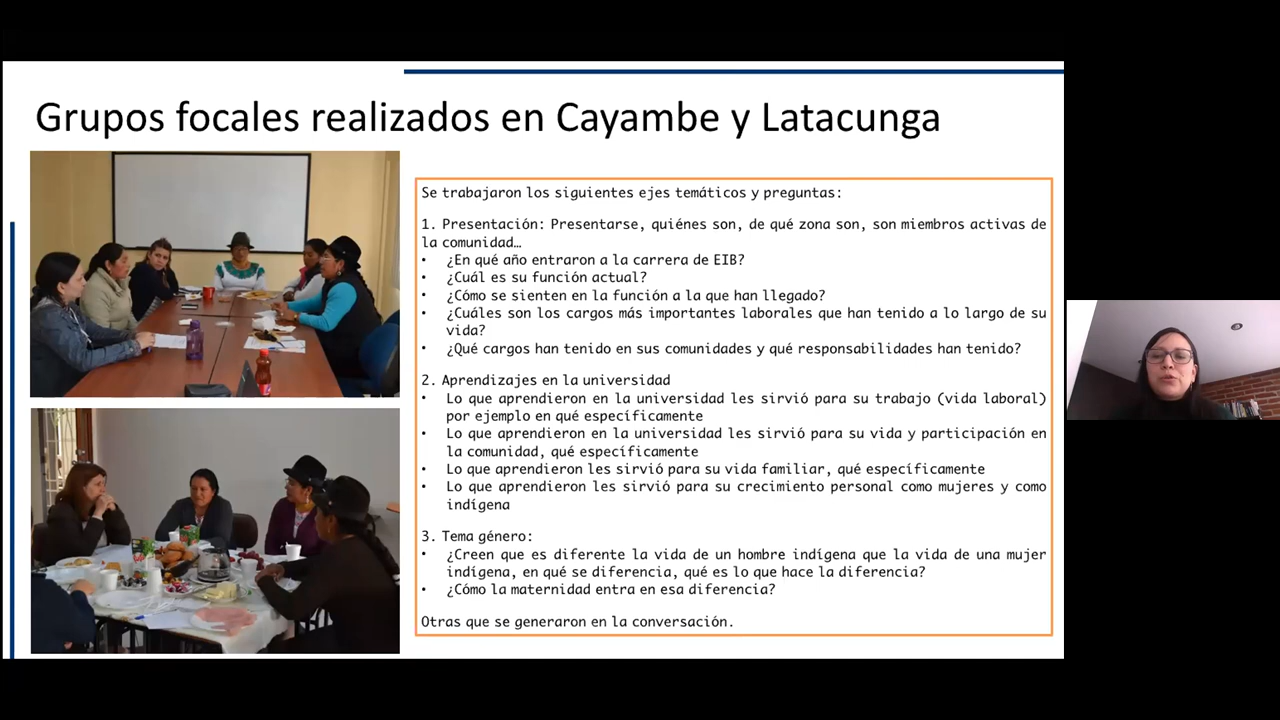 Grupos focales realizados en Cayambe y Latacunga
Se trabajaron los siguientes ejes temáticos y preguntas:
1. Presentación: Presentarse, quiénes son, de qué zona son, son miembros activas de
la comunidad…
• ¿En qué año entraron a la carrera de EIB?
• ¿Cuál es su función actual?
• ¿Cómo se sienten en la función a la que han llegado?
• ¿Cuáles son los cargos más importantes laborales que han tenido a lo largo de su
vida?
• ¿Qué cargos han tenido en sus comunidades y qué responsabilidades han tenido?
2. Aprendizajes en la universidad
• Lo que aprendieron en la universidad les sirvió para su trabajo (vida laboral)
por ejemplo en qué específicamente
• Lo que aprendieron en la universidad les sirvió para su vida y participación en
la comunidad, qué específicamente
• Lo que aprendieron les sirvió para su vida familiar, qué específicamente
• Lo que aprendieron les sirvió para su crecimiento personal como mujeres y como
indígena
3. Tema género:
• ¿Creen que es diferente la vida de un hombre indígena que la vida de una mujer
indígena, en qué se diferencia, qué es lo que hace la diferencia?
• ¿Cómo la maternidad entra en esa diferencia?
Otras que se generaron en la conversación.